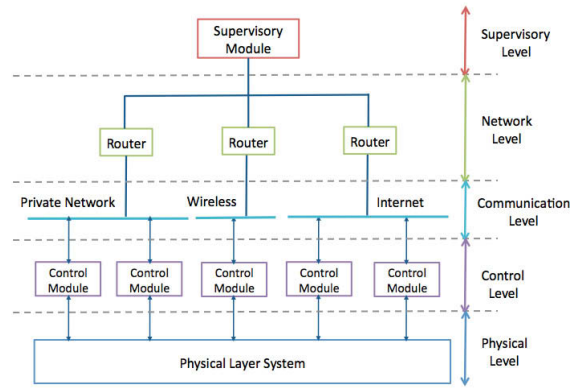 Supervisory
Module
Supervisory
Level
Router
Router
Router
Network
Level
Private Network
Wireless
Internet
Communication
Level
Control
Module
Control
Module
Control
Module
Control
Module
Control
Module
Control
Level
Physical Layer System
Physical
Level